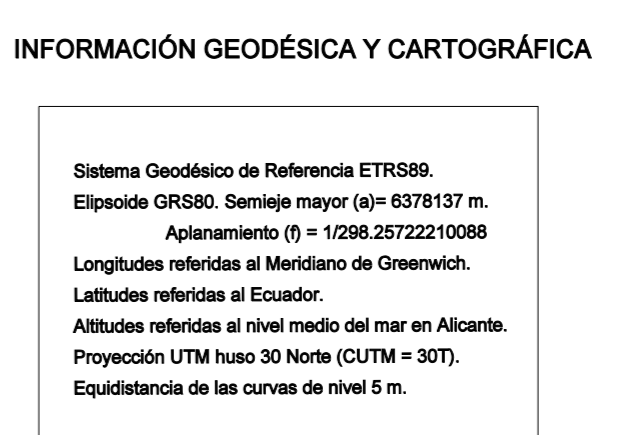 INFORMACIÓN GEODÉSICA Y CARTOGRÁFICA
Sistema Geodésico de Referencia ETRS89.
Elipsoide GRS80. Semieje mayor (a)= 6378137 m.
Aplanamiento (f) = 1/298.25722210088
Longitudes referidas al Meridiano de Greenwich.
Latitudes referidas al Ecuador.
Altitudes referidas al nivel medio del mar en Alicante.
Proyección UTM huso 30 Norte (CUTM = 30T).
Equidistancia de las curvas de nivel 5 m.